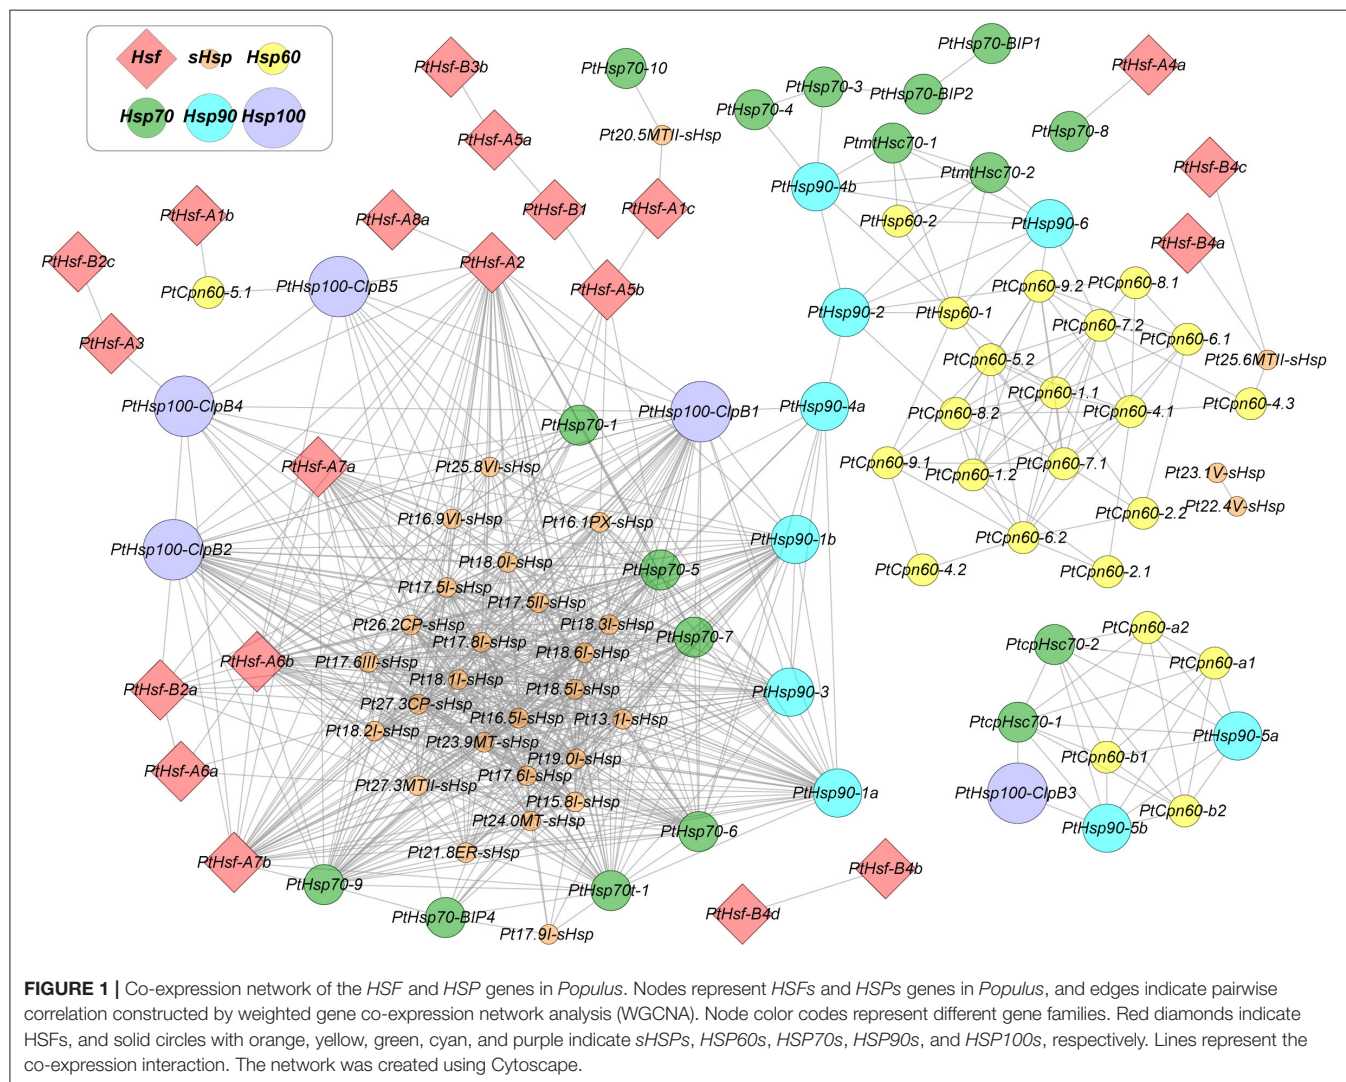 Hsf sHsp Hsp60
Hsp70 Hsp90 Hsp100
PtHsf-B3b
PtHsp70-10
PtHsp70-BIP1
PtHsf-A4a
PtHsp70-3
PtHsp70-BIP2
PtHsp70-4
PtHsp70-8
PtHsf-A5a
Pt20.5MTII-sHsp
PtmtHsc70-1
PtmtHsc70-2
PtHsf-B4c
PtHsp90-4b
PtHsf-A1b
PtHsf-A8a
PtHsf-B1
PtHsf-A1c
PtHsp60-2
PtHsp90-6
PtHsf-B4a
PtHsf-B2c
PtHsf-A2
PtCpn60-5.1
PtHsp100-ClpB5
PtHsf-A5b
PtCpn60-9.2
PtCpn60-8.1
PtHsp90-2
PtHsp60-1
PtCpn60-7.2
PtCpn60-6.1
PtHsf-A3
PtCpn60-5.2
Pt25.6MTII-sHsp
PtHsp100-ClpB4
PtHsp100-ClpB1
PtHsp90-4a
PtCpn60-1.1
PtCpn60-8.2
PtCpn60-4.1
PtCpn60-4.3
PtHsp70-1
PtHsf-A7a
Pt25.8VI-sHsp
PtCpn60-9.1
PtCpn60-1.2
PtCpn60-7.1
Pt23.1V-sHsp
Pt22.4V-sHsp
Pt16.9VI-sHsp
Pt16.1PX-sHsp
PtCpn60-2.2
PtHsp100-ClpB2
PtHsp90-1b
PtCpn60-6.2
Pt18.0I-sHsp
PtHsp70-5
PtCpn60-4.2
PtCpn60-2.1
Pt17.5I-sHsp
Pt17.5II-sHsp
Pt26.2CP-sHsp
Pt18.3I-sHsp
Pt17.8I-sHsp
PtHsp70-7
PtcpHsc70-2
PtCpn60-a2
Pt17.6III-sHsp
Pt18.6I-sHsp
PtHsf-A6b
PtCpn60-a1
Pt18.1I-sHsp
PtHsf-B2a
Pt18.5I-sHsp
PtHsp90-3
Pt27.3CP-sHsp
Pt16.5I-sHsp
Pt13.1I-sHsp
PtcpHsc70-1
PtHsp90-5a
Pt18.2I-sHsp
Pt23.9MT-sHsp
PtCpn60-b1
Pt19.0I-sHsp
PtHsf-A6a
Pt17.6I-sHsp
Pt27.3MTII-sHsp
PtHsp90-1a
PtHsp100-ClpB3
Pt15.8I-sHsp
PtCpn60-b2
Pt24.0MT-sHsp
PtHsp70-6
PtHsp90-5b
Pt21.8ER-sHsp
PtHsf-A7b
PtHsf-B4b
PtHsp70-9
PtHsp70t-1
PtHsp70-BIP4
PtHsf-B4d
Pt17.9I-sHsp
FIGURE 1 | Co-expression network of the HSF and HSP genes in Populus. Nodes represent HSFs and HSPs genes in Populus, and edges indicate pairwise
correlation constructed by weighted gene co-expression network analysis (WGCNA). Node color codes represent different gene families. Red diamonds indicate
HSFs, and solid circles with orange, yellow, green, cyan, and purple indicate sHSPs, HSP60s, HSP70s, HSP90s, and HSP100s, respectively. Lines represent the
co-expression interaction. The network was created using Cytoscape.